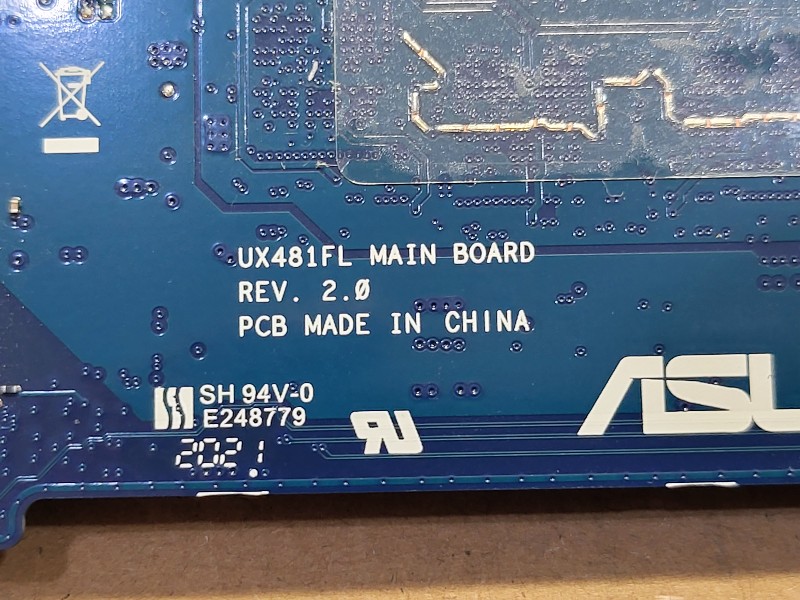 UX481FL MAIN BOARD
REV. 2.0
PCB MADE IN CHINA
SH 94V-0
E248779
2021
ASU